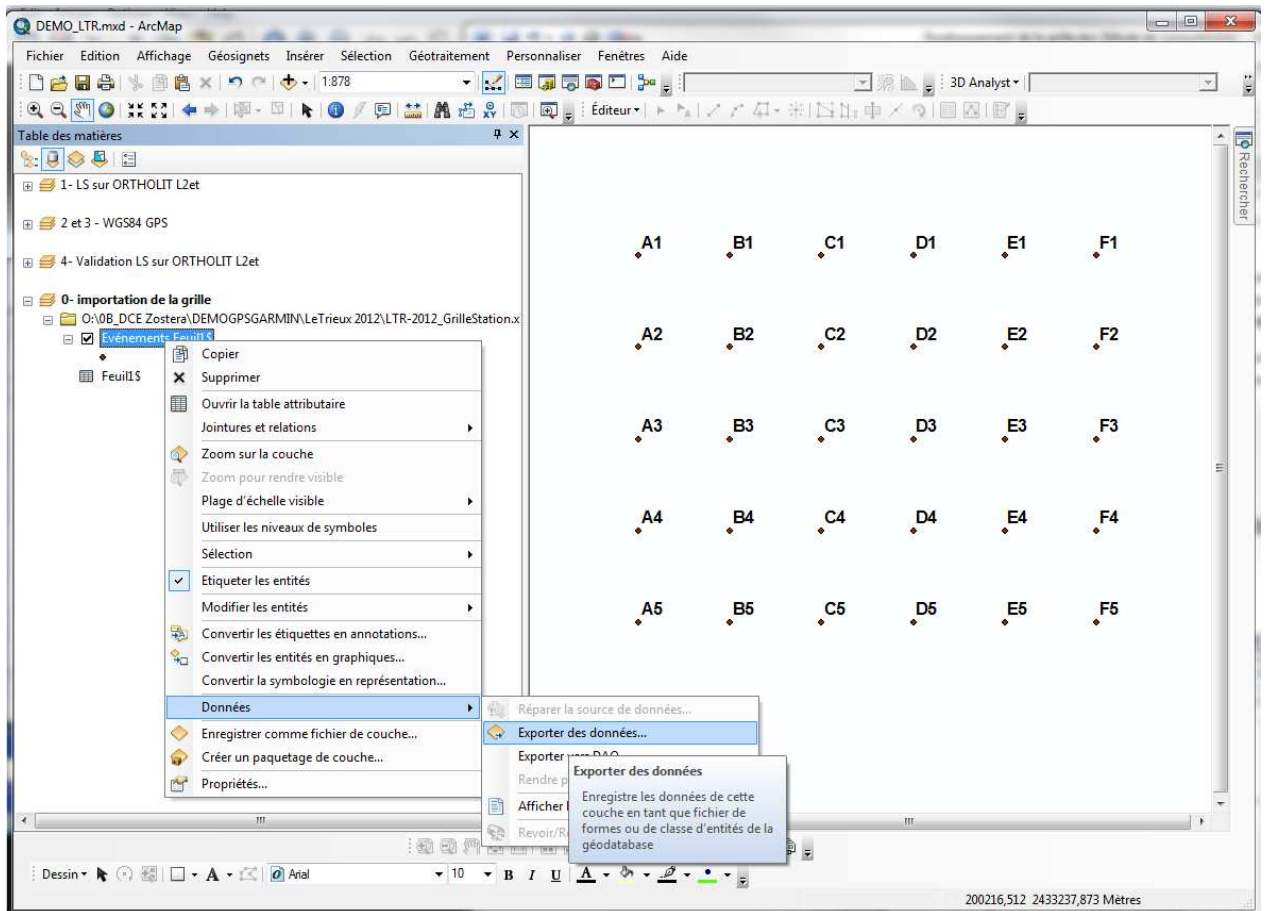 DEMO_LTR.mxd - ArcMap
Fichier Edition Affichage Géosignets Insérer Sélection Géotraitement Personnaliser Fenêtres Aide
1:878
3D Analyst
Éditeur
Table des matières
Rechercher
1- LS sur ORTHOLIT L2et
2 et 3 - WGS84 GPS
4- Validation LS sur ORTHOLIT L2et
0- importation de la grille
O:\0B_DCE Zostera\DEMOGPSGARMIN\LeTrieux 2012\LTR-2012_GrilleStation.x
Evénements Feuil1$
Feuil1$
A1 B1 C1 D1 E1 F1
A2 B2 C2 D2 E2 F2
A3 B3 C3 D3 E3 F3
A4 B4 C4 D4 E4 F4
A5 B5 C5 D5 E5 F5
Copier
Supprimer
Ouvrir la table attributaire
Jointures et relations
Zoom sur la couche
Zoom pour rendre visible
Plage d'échelle visible
Utiliser les niveaux de symboles
Sélection
Etiqueter les entités
Modifier les entités
Convertir les étiquettes en annotations...
Convertir les entités en graphiques...
Convertir la symbologie en représentation...
Données
Enregistrer comme fichier de couche...
Créer un paquetage de couche...
Propriétés...
Réparer la source de données...
Exporter des données...
Exporter vers DAO
Rendre p
Afficher l
Revoir/R
Exporter des données
Enregistre les données de cette
couche en tant que fichier de
formes ou de classe d'entités de la
géodatabase
Dessin A Arial 10 B I U A
200216,512 2433237,873 Mètres